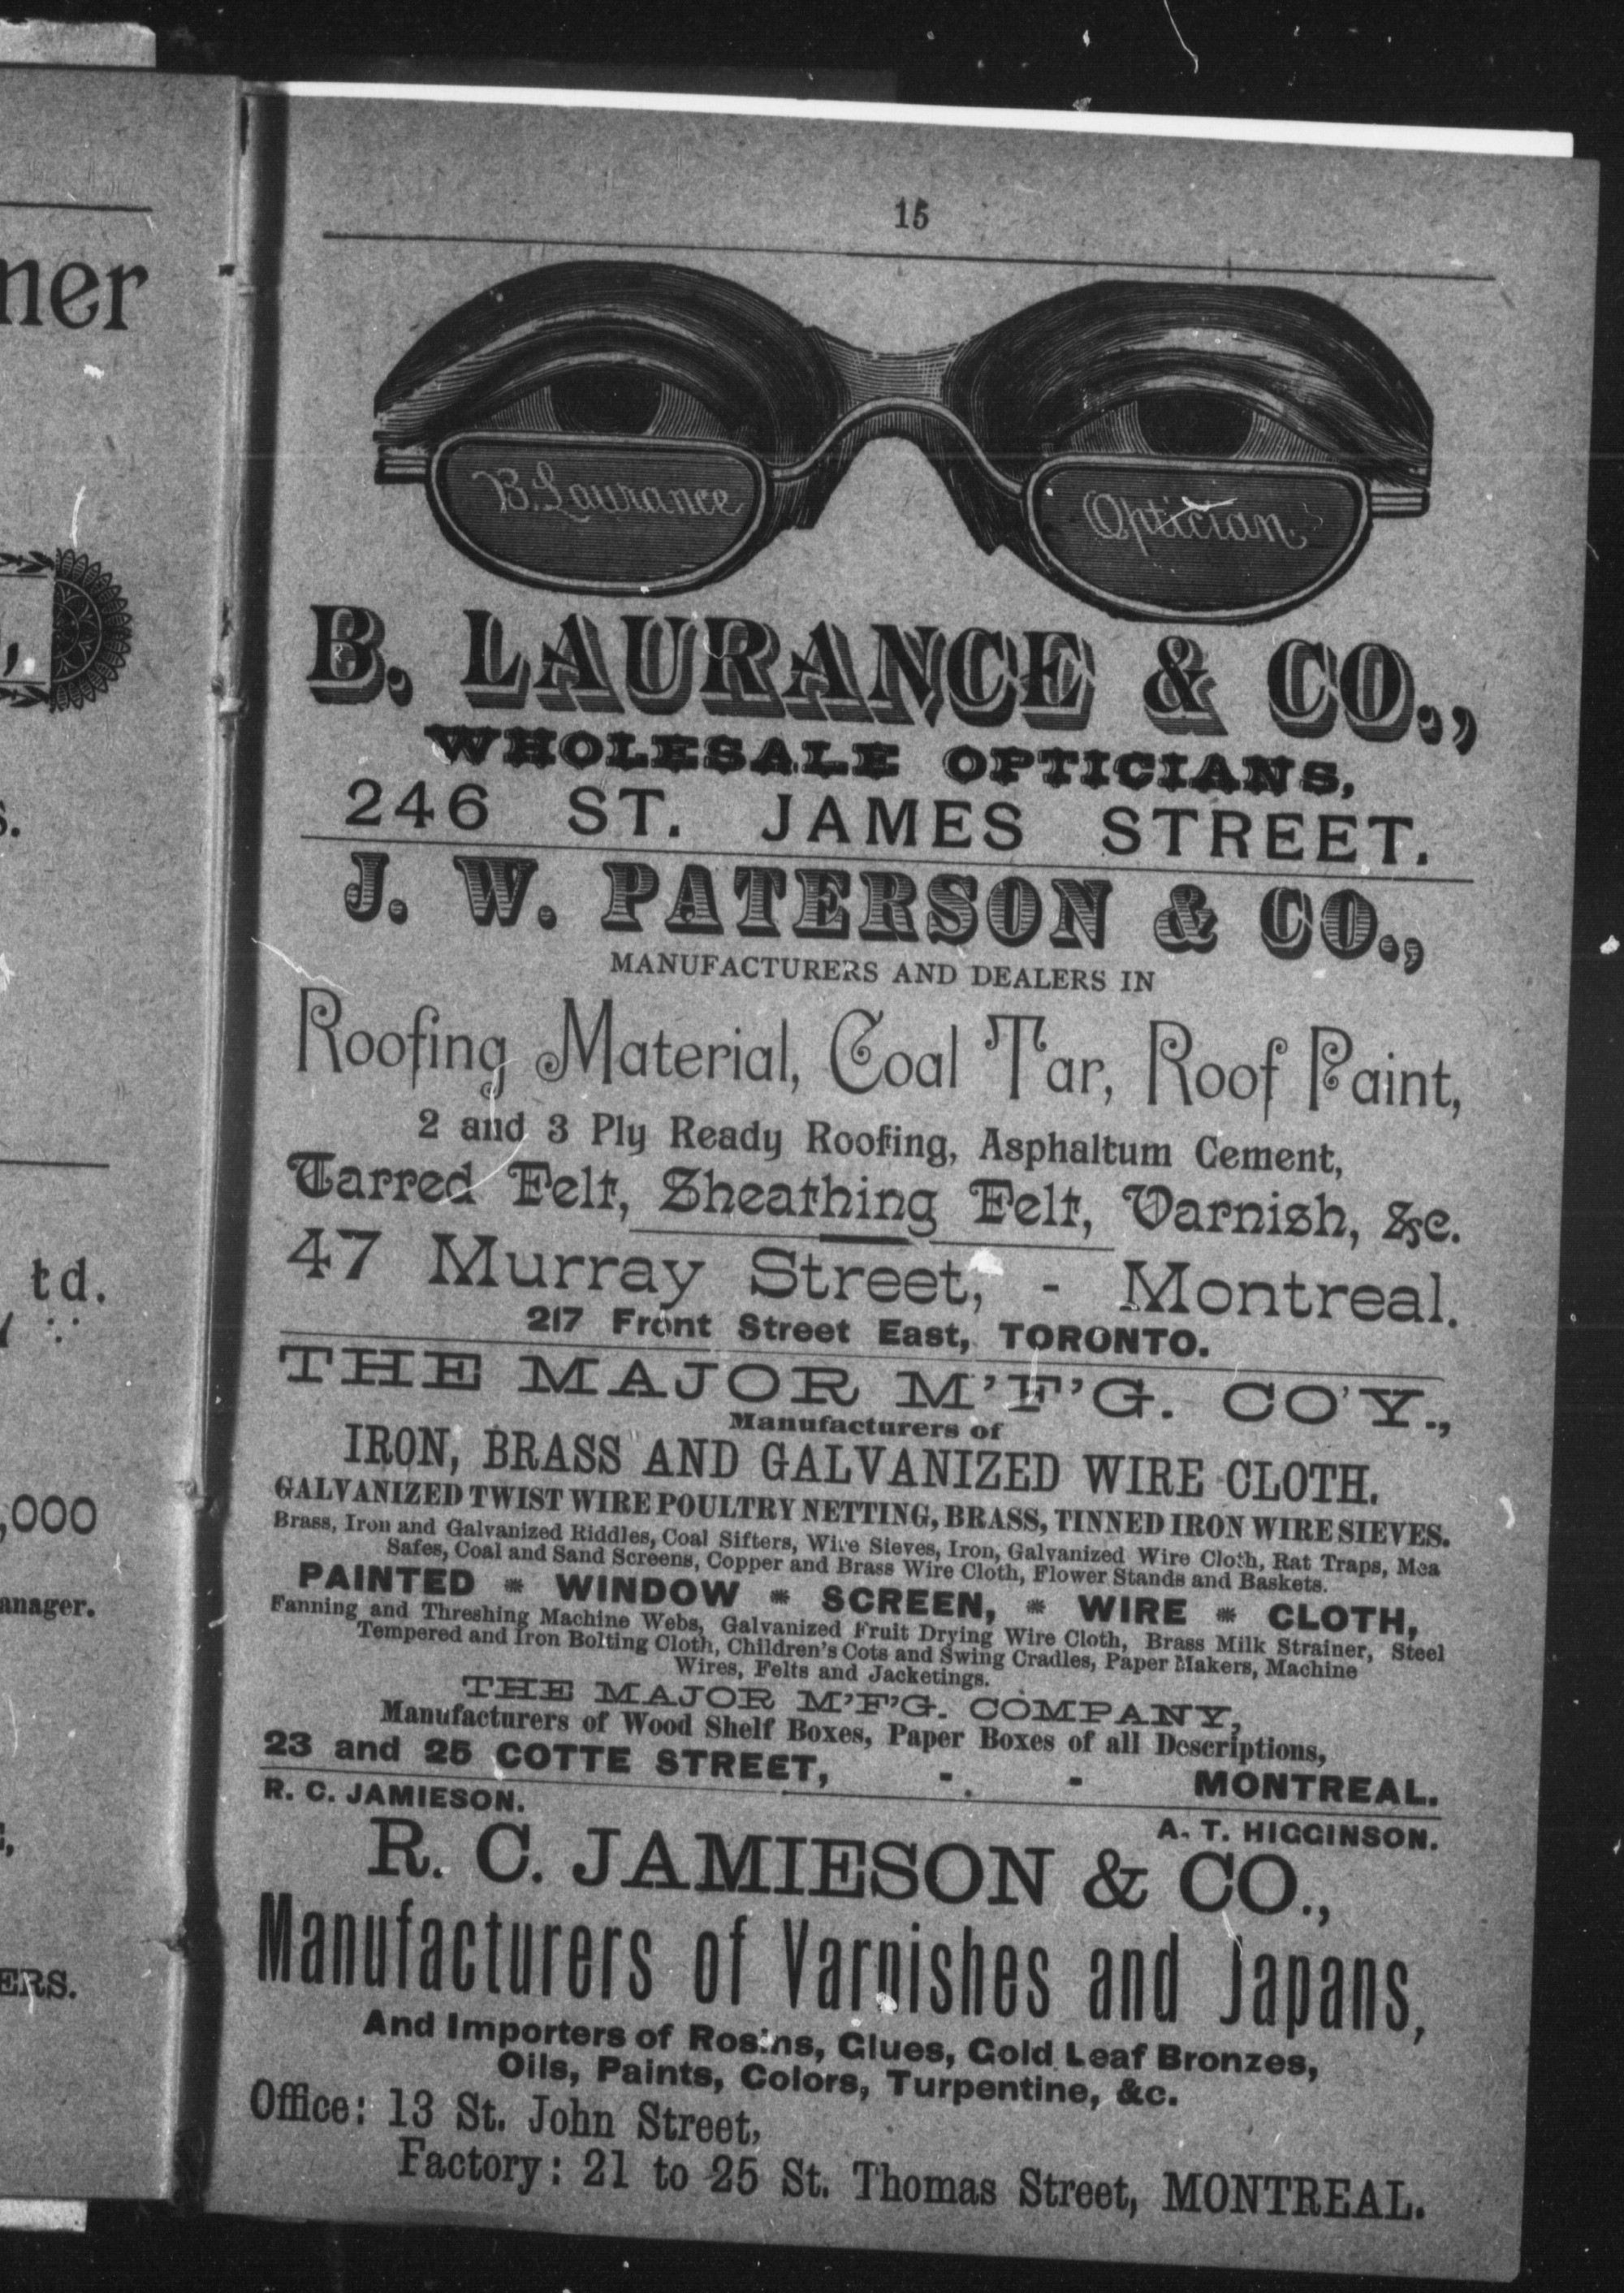 ner
td.
,000
anager.
ERS.
15
B. Laurance
Optician
B. LAURANCE & CO.,
WHOLESALE OPTICIANS,
246 ST. JAMES STREET.
J. W. PATERSON & CO.,
MANUFACTURERS AND DEALERS IN
Roofing Material, Coal Tar, Roof Paint,
2 and 3 Ply Ready Roofing, Asphaltum Cement,
Tarred Felt, Sheathing Felt, Varnish, &c.
47 Murray Street, - Montreal.
217 Front Street East, TORONTO.
THE MAJOR M'F'G. CO'Y.,
Manufacturers of
IRON, BRASS AND GALVANIZED WIRE CLOTH.
GALVANIZED TWIST WIRE POULTRY NETTING, BRASS, TINNED IRON WIRE SIEVES.
Brass, Iron and Galvanized Riddles, Coal Sifters, Wire Sieves, Iron, Galvanized Wire Cloth, Rat Traps, Mea
Safes, Coal and Sand Screens, Copper and Brass Wire Cloth, Flower Stands and Baskets.
PAINTED * WINDOW * SCREEN, * WIRE * CLOTH,
Fanning and Threshing Machine Webs, Galvanized Fruit Drying Wire Cloth, Brass Milk Strainer, Steel
Tempered and Iron Bolting Cloth, Children's Cots and Swing Cradles, Paper Makers, Machine
Wires, Felts and Jacketings.
THE MAJOR M'F'G. COMPANY,
Manufacturers of Wood Shelf Boxes, Paper Boxes of all Descriptions,
23 and 25 COTTE STREET, - - MONTREAL.
R. C. JAMIESON. A. T. HIGGINSON.
R. C. JAMIESON & CO.,
Manufacturers of Varnishes and Japans,
And Importers of Rosins, Glues, Gold Leaf Bronzes,
Oils, Paints, Colors, Turpentine, &c.
Office: 13 St. John Street,
Factory: 21 to 25 St. Thomas Street, MONTREAL.